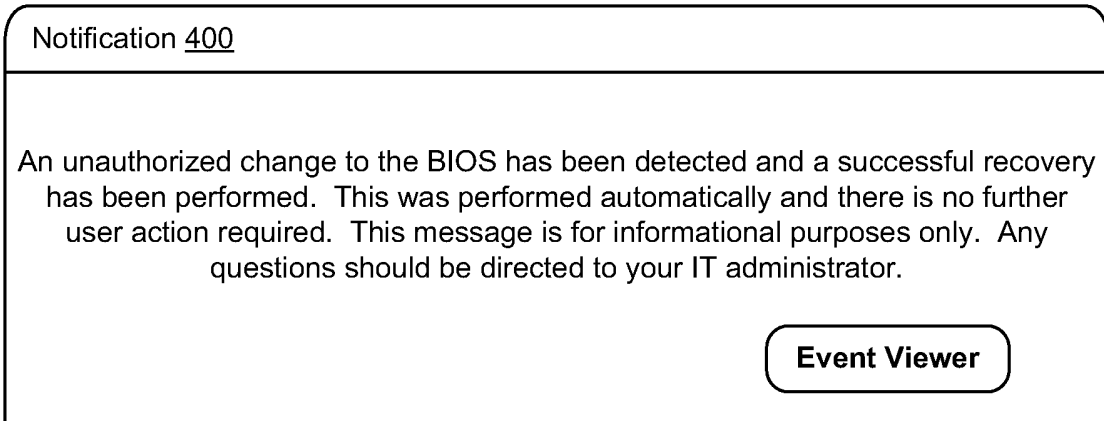 Notification 400
An unauthorized change to the BIOS has been detected and a successful recovery
has been performed.  This was performed automatically and there is no further
user action required.  This message is for informational purposes only.  Any
questions should be directed to your IT administrator.
Event Viewer